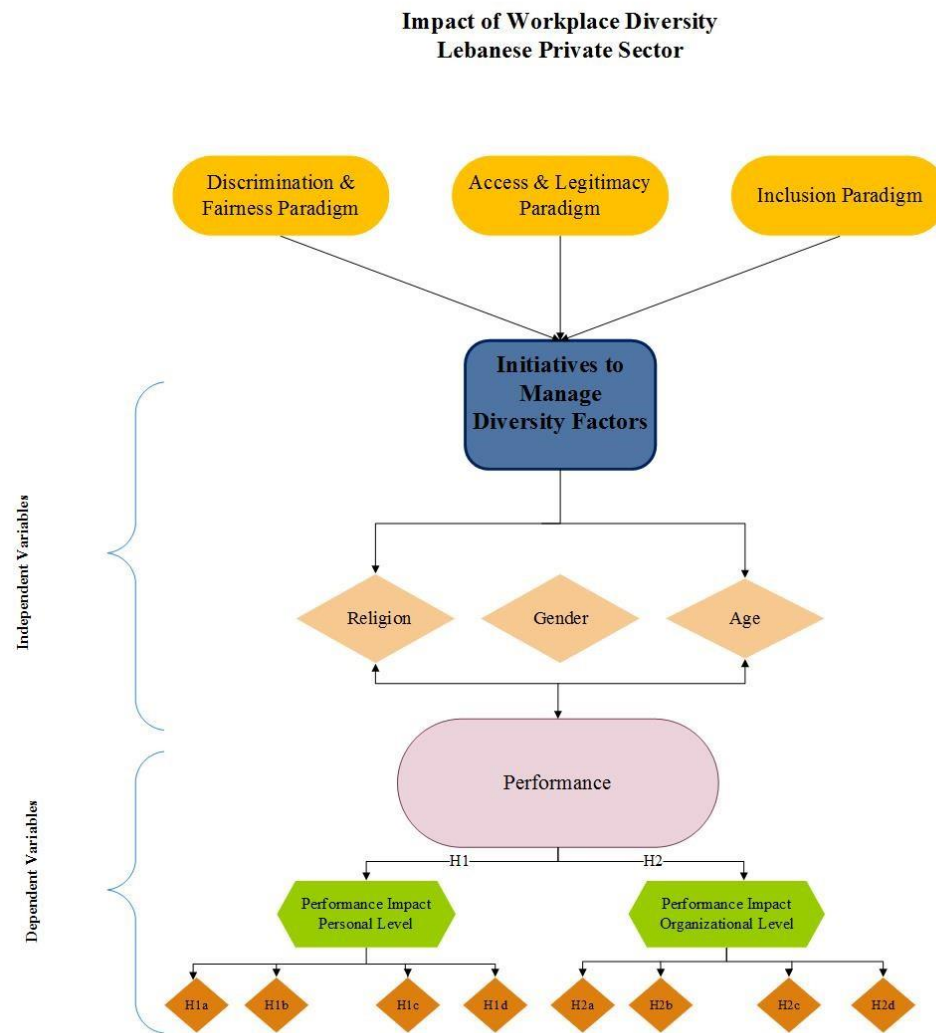 Impact of Workplace Diversity
Lebanese Private Sector
Discrimination &
Fairness Paradigm
Access & Legitimacy
Paradigm
Inclusion Paradigm
Initiatives to
Manage
Diversity Factors
Independent Variables
Religion
Gender
Age
Performance
Dependent Variables
H1
H2
Performance Impact
Personal Level
Performance Impact
Organizational Level
H1a
H1b
H1c
H1d
H2a
H2b
H2c
H2d